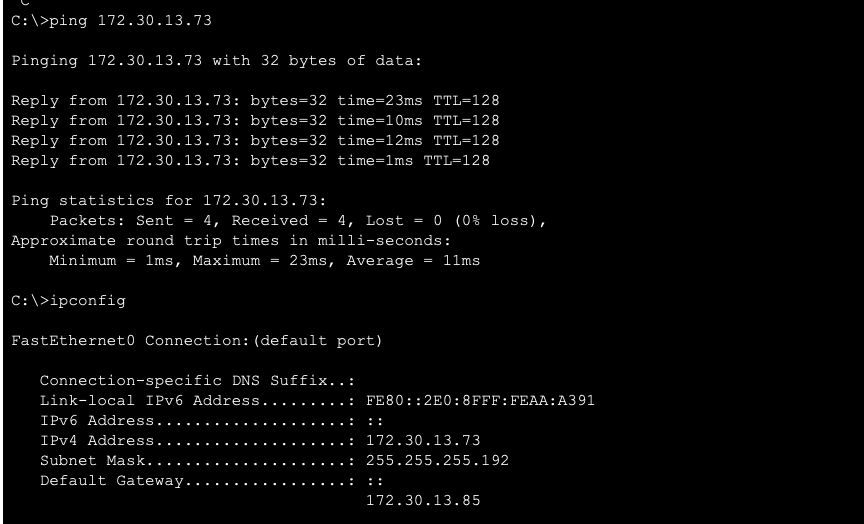 ^C
C:\>ping 172.30.13.73
Pinging 172.30.13.73 with 32 bytes of data:
Reply from 172.30.13.73: bytes=32 time=23ms TTL=128
Reply from 172.30.13.73: bytes=32 time=10ms TTL=128
Reply from 172.30.13.73: bytes=32 time=12ms TTL=128
Reply from 172.30.13.73: bytes=32 time=1ms TTL=128
Ping statistics for 172.30.13.73:
    Packets: Sent = 4, Received = 4, Lost = 0 (0% loss),
Approximate round trip times in milli-seconds:
    Minimum = 1ms, Maximum = 23ms, Average = 11ms
C:\>ipconfig
FastEthernet0 Connection:(default port)
   Connection-specific DNS Suffix..:
   Link-local IPv6 Address.........: FE80::2E0:8FFF:FEAA:A391
   IPv6 Address....................: ::
   IPv4 Address....................: 172.30.13.73
   Subnet Mask.....................: 255.255.255.192
   Default Gateway.................: ::
                                     172.30.13.85